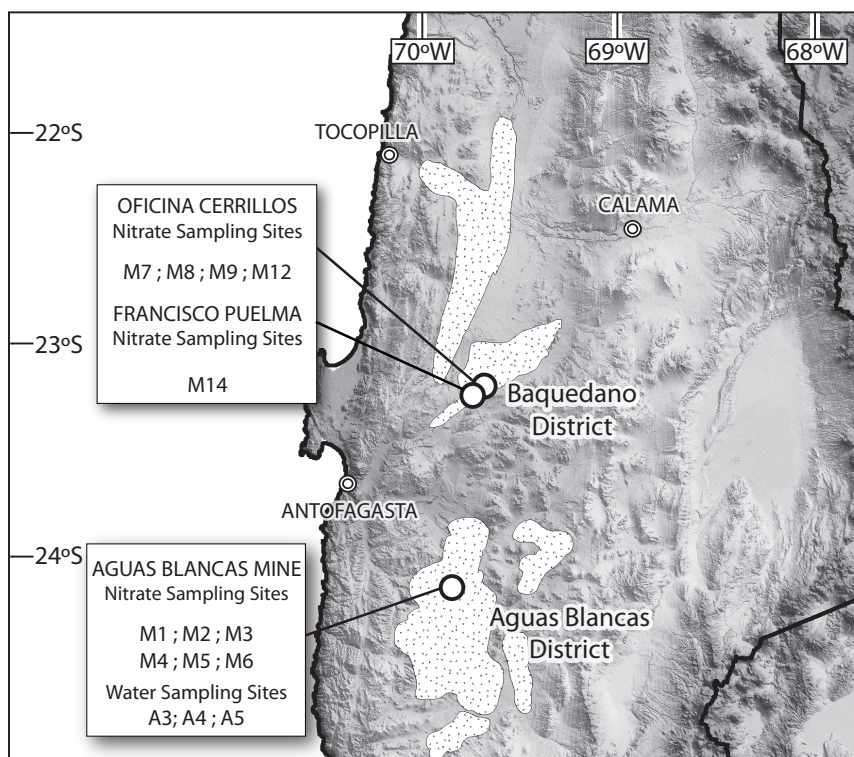 70ºW
69ºW
68ºW
22ºS
TOCOPILLA
OFICINA CERRILLOS
Nitrate Sampling Sites
M7 ; M8 ; M9 ; M12
FRANCISCO PUELMA
Nitrate Sampling Sites
M14
CALAMA
23ºS
Baquedano
District
ANTOFAGASTA
24ºS
AGUAS BLANCAS MINE
Nitrate Sampling Sites
M1 ; M2 ; M3
M4 ; M5 ; M6
Water Sampling Sites
A3; A4 ; A5
Aguas Blancas
District